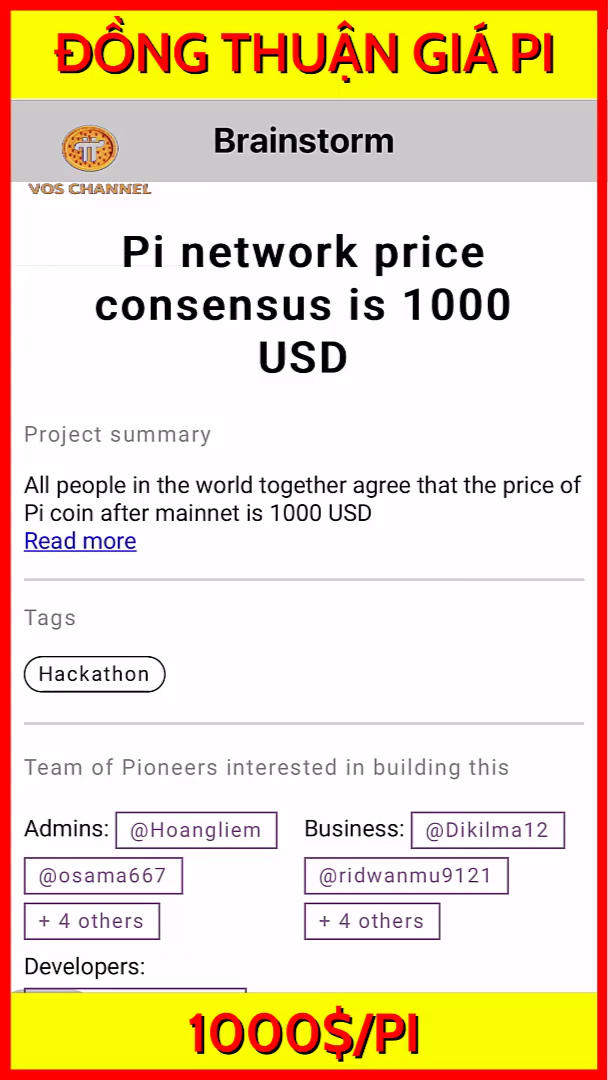 ĐỒNG THUẬN GIÁ PI
Brainstorm
VOS CHANNEL
Pi network price
consensus is 1000
USD
Project summary
All people in the world together agree that the price of
Pi coin after mainnet is 1000 USD
Read more
Tags
Hackathon
Team of Pioneers interested in building this
Admins: @Hoangliem
@osama667
+ 4 others
Business: @Dikilma12
@ridwanmu9121
+ 4 others
Developers:
1000$/PI